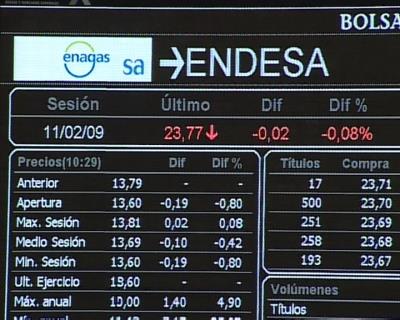 BOLSA
enagas sa →ENDESA
Sesión Último Dif Dif %
11/02/09 23,77↓ -0,02 -0,08%
Precios(10:29) Dif Dif %
Anterior 13,79 - -
Apertura 13,60 -0,19 -0,80
Max. Sesión 13,81 0,02 0,08
Medio Sesión 13,69 -0,10 -0,42
Min. Sesión 13,60 -0,19 -0,80
Ult. Ejercicio 18,60 - -
Máx. anual 1,40 4,90
Títulos Compra
17 23,71
500 23,70
251 23,69
258 23,68
193 23,67
Volúmenes
Títulos